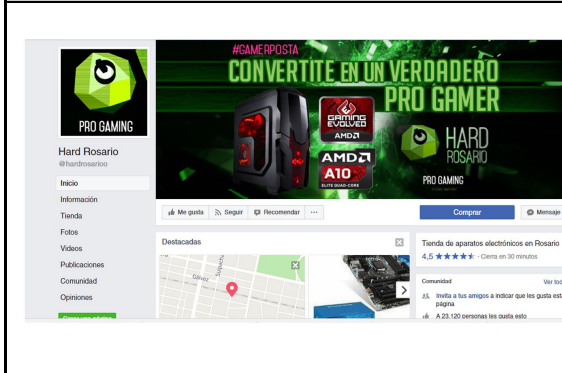 #GAMERPOSTA
CONVERTITE EN UN VERDADERO
PRO GAMER
GAMING
EVOLVED
AMD
AMD
A10
ELITE QUAD-CORE
HARD
ROSARIO
PRO GAMING
PRO GAMING
Hard Rosario
@hardrosarioo
Inicio
Información
Tienda
Fotos
Videos
Publicaciones
Comunidad
Opiniones
Me gusta
Seguir
Recomendar
Comprar
Mensaje
Destacadas
Gálvez
Tienda de aparatos electrónicos en Rosario
4,5 ★★★★★ · Cierra en 30 minutos
Comunidad
Ver tod
Invita a tus amigos a indicar que les gusta est
página
A 23.120 personas les gusta esto